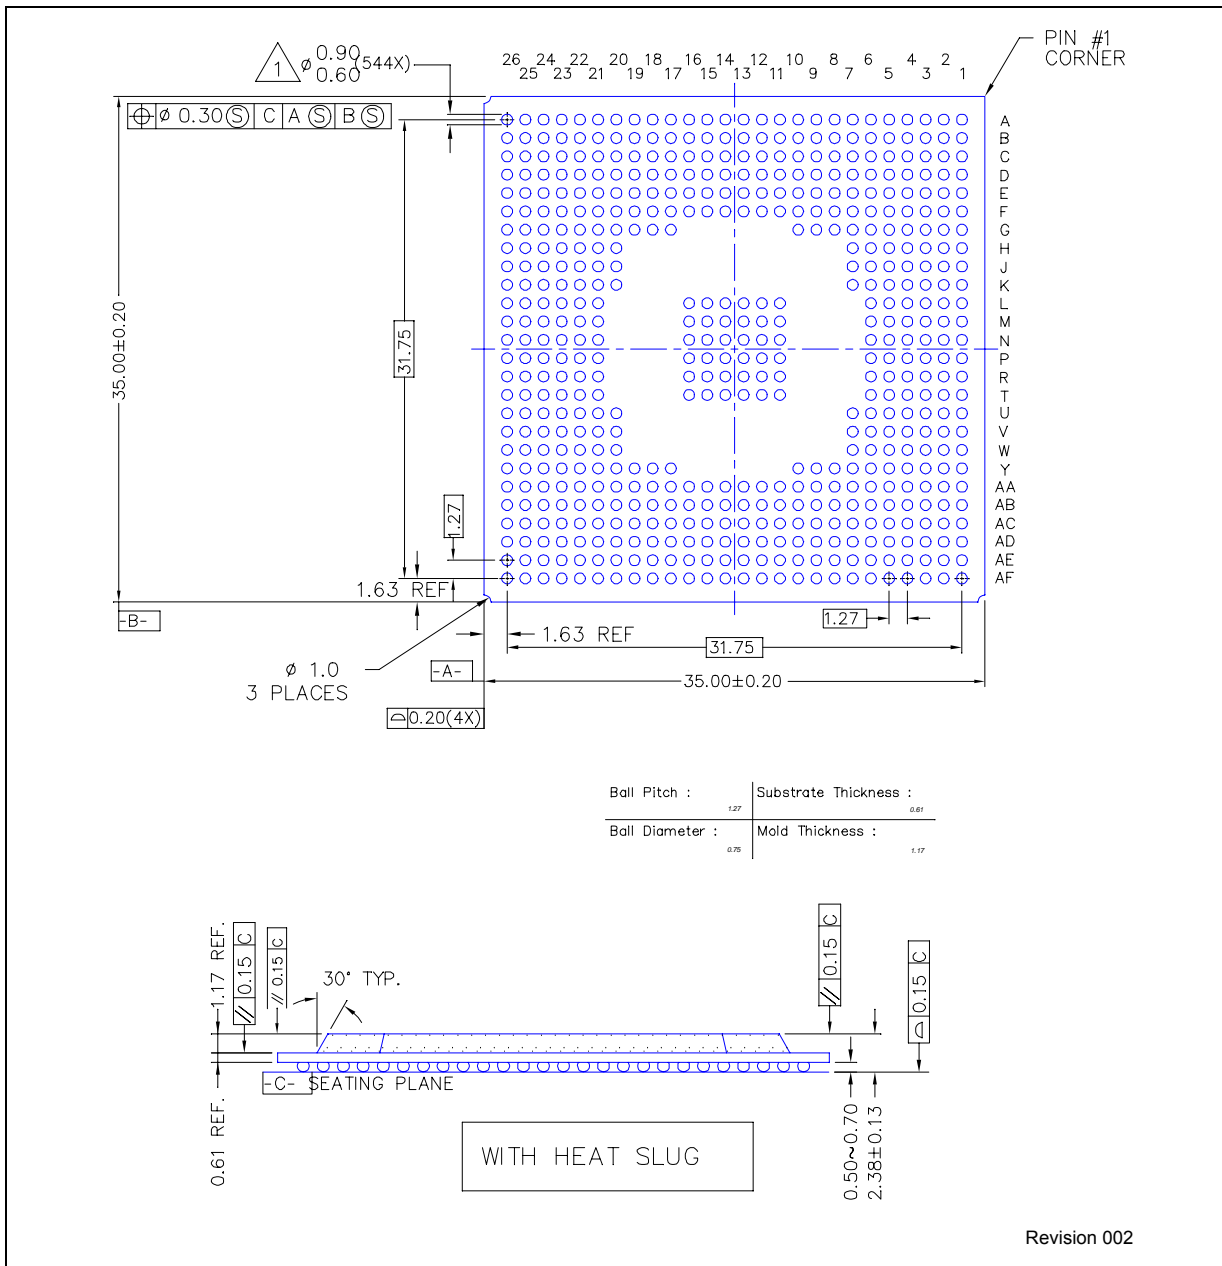 PIN #1
CORNER
1
ø 0.90
0.60 (544X)
26 24 22 20 18 16 14 12 10 8 6 4 2
25 23 21 19 17 15 13 11 9 7 5 3 1
⌖ ø 0.30 Ⓢ C A Ⓢ B Ⓢ
A
B
C
D
E
F
G
H
J
K
L
M
N
P
R
T
U
V
W
Y
AA
AB
AC
AD
AE
AF
35.00±0.20
31.75
1.27
1.63 REF
-B-
1.27
1.63 REF
31.75
-A-
35.00±0.20
ø 1.0
3 PLACES
⌓ 0.20(4X)
Ball Pitch : 1.27
Substrate Thickness : 0.61
Ball Diameter : 0.75
Mold Thickness : 1.17
1.17 REF.
// 0.15 C
// 0.15 C
30° TYP.
// 0.15 C
⌓ 0.15 C
-C- SEATING PLANE
0.61 REF.
0.50~0.70
2.38±0.13
WITH HEAT SLUG
Revision 002